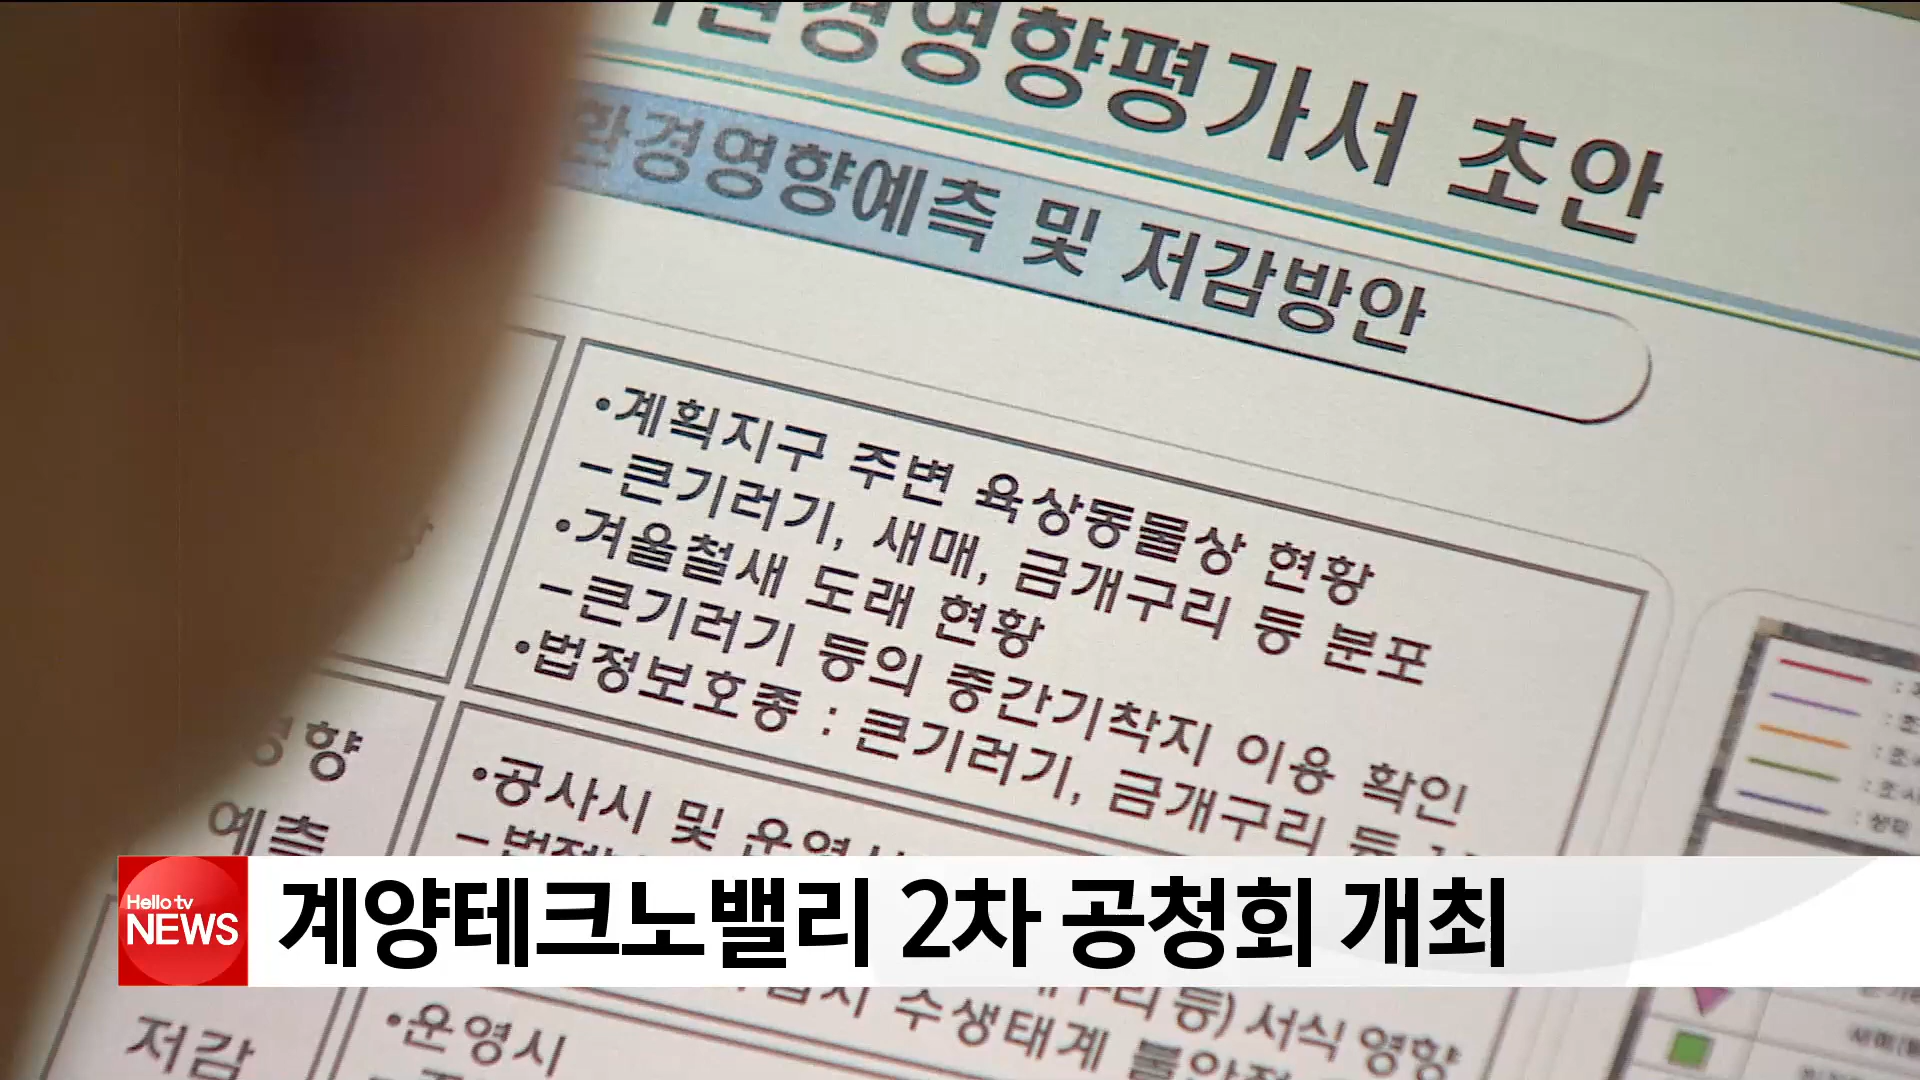 환경영향평가서 초안
환경영향예측 및 저감방안
•계획지구 주변 육상동물상 현황
-큰기러기, 새매, 금개구리 등 분포
•겨울철새 도래 현황
-큰기러기 등의 중간기착지 이용 확인
•법정보호종 : 큰기러기, 금개구리 등
영향
예측
•공사시 및 운영시
Hello tv
NEWS
계양테크노밸리 2차 공청회 개최
등) 서식 영향
수생태계
저감
•운영시